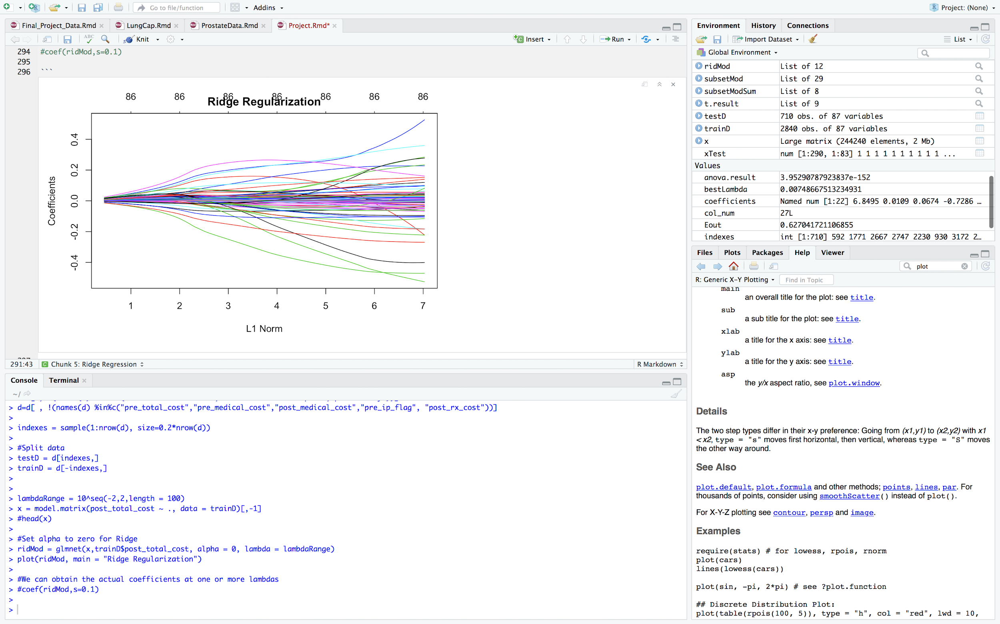 Go to file/function
Addins
Project: (None)
Final_Project_Data.Rmd
LungCap.Rmd
ProstateData.Rmd
Project.Rmd*
ABC
Knit
Insert
Run
294 #coef(ridMod,s=0.1)
295
296 ```
86 86 86 86 86 86 86
Ridge Regularization
Coefficients
0.4
0.2
0.0
-0.2
-0.4
1 2 3 4 5 6 7
L1 Norm
291:43
Chunk 5: Ridge Regression
R Markdown
Console
Terminal
~/
> d=d[ , !(names(d) %in%c("pre_total_cost","pre_medical_cost","post_medical_cost","pre_ip_flag", "post_rx_cost"))]
>
> indexes = sample(1:nrow(d), size=0.2*nrow(d))
>
> #Split data
> testD = d[indexes,]
> trainD = d[-indexes,]
>
>
> lambdaRange = 10^seq(-2,2,length = 100)
> x = model.matrix(post_total_cost ~ ., data = trainD)[,-1]
> #head(x)
>
> #Set alpha to zero for Ridge
> ridMod = glmnet(x,trainD$post_total_cost, alpha = 0, lambda = lambdaRange)
> plot(ridMod, main = "Ridge Regularization")
>
> #We can obtain the actual coefficients at one or more lambdas
> #coef(ridMod,s=0.1)
>
>
Environment
History
Connections
Import Dataset
List
Global Environment
ridMod List of 12
subsetMod List of 29
subsetModSum List of 8
t.result List of 9
testD 710 obs. of 87 variables
trainD 2840 obs. of 87 variables
x Large matrix (244240 elements, 2 Mb)
xTest num [1:290, 1:83] 1 1 1 1 1 1 1 1 1 1 ...
Values
anova.result 3.95290787923837e-152
bestLambda 0.00748667513234931
coefficients Named num [1:22] 6.8495 0.0109 0.0674 -0.7286 …
col_num 27L
Eout 0.627041721106855
indexes int [1:710] 592 1771 2667 2747 2230 930 3172 2…
Files
Plots
Packages
Help
Viewer
plot
R: Generic X-Y Plotting
Find in Topic
main
an overall title for the plot: see title.
sub
a sub title for the plot: see title.
xlab
a title for the x axis: see title.
ylab
a title for the y axis: see title.
asp
the y/x aspect ratio, see plot.window.
Details
The two step types differ in their x-y preference: Going from (x1,y1) to (x2,y2) with x1
< x2, type = "s" moves first horizontal, then vertical, whereas type = "S" moves
the other way around.
See Also
plot.default, plot.formula and other methods; points, lines, par. For
thousands of points, consider using smoothScatter() instead of plot().
For X-Y-Z plotting see contour, persp and image.
Examples
require(stats) # for lowess, rpois, rnorm
plot(cars)
lines(lowess(cars))
plot(sin, -pi, 2*pi) # see ?plot.function
## Discrete Distribution Plot:
plot(table(rpois(100, 5)), type = "h", col = "red", lwd = 10,